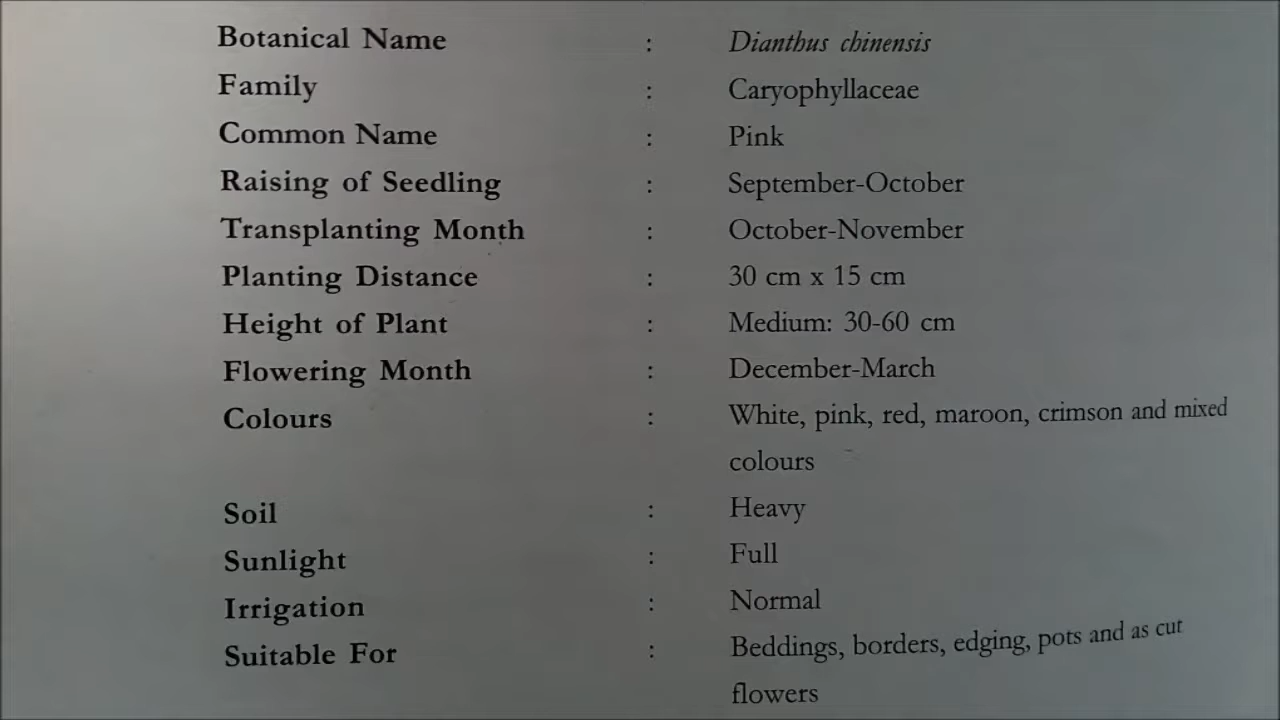 Botanical Name : Dianthus chinensis
Family : Caryophyllaceae
Common Name : Pink
Raising of Seedling : September-October
Transplanting Month : October-November
Planting Distance : 30 cm x 15 cm
Height of Plant : Medium: 30-60 cm
Flowering Month : December-March
Colours : White, pink, red, maroon, crimson and mixed
colours
Soil : Heavy
Sunlight : Full
Irrigation : Normal
Suitable For : Beddings, borders, edging, pots and as cut
flowers